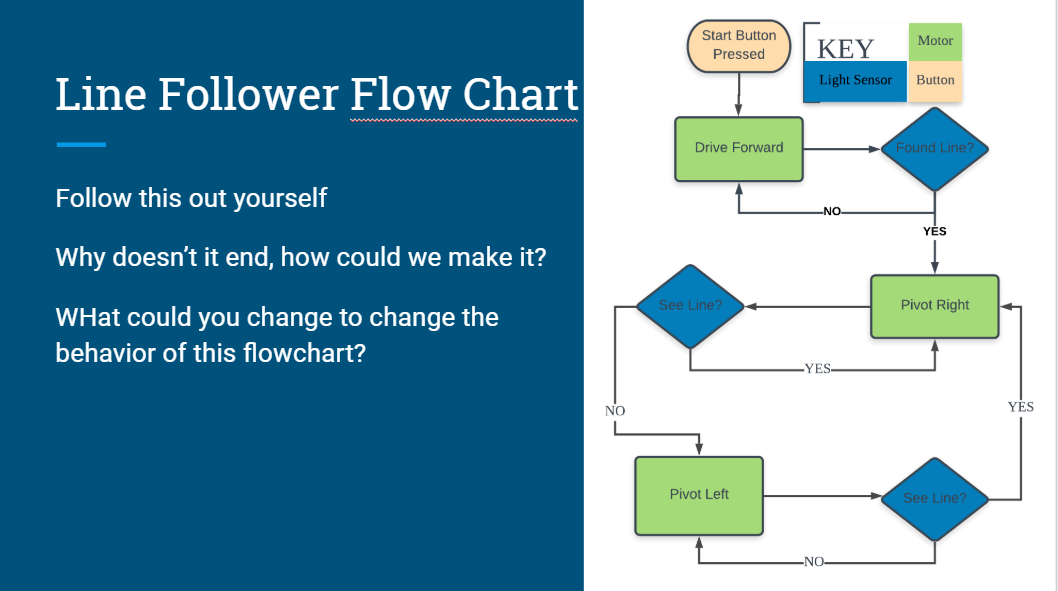 Line Follower Flow Chart
Follow this out yourself
Why doesn’t it end, how could we make it?
WHat could you change to change the
behavior of this flowchart?
Start Button
Pressed
KEY
Motor
Light Sensor
Button
Drive Forward
Found Line?
NO
YES
See Line?
Pivot Right
YES
NO
YES
Pivot Left
See Line?
NO